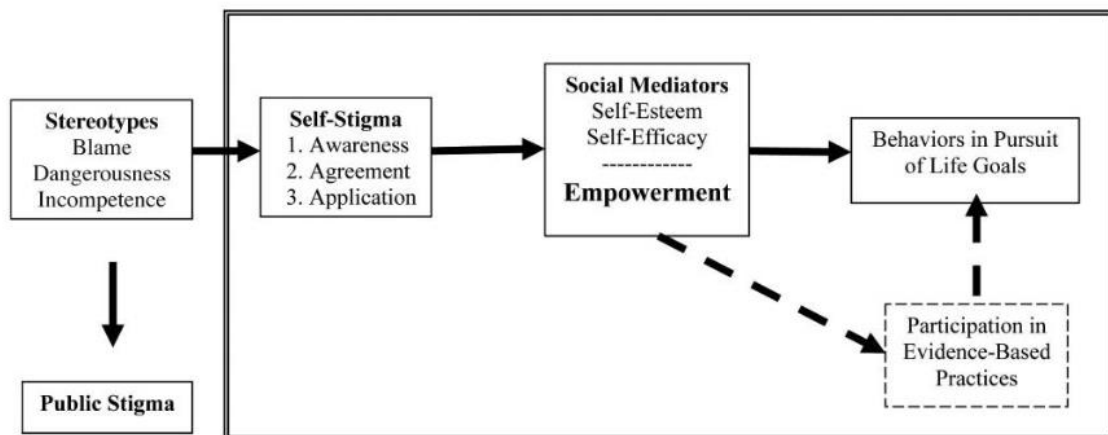 Stereotypes
Blame
Dangerousness
Incompetence
Public Stigma
Self-Stigma
1. Awareness
2. Agreement
3. Application
Social Mediators
Self-Esteem
Self-Efficacy
------------
Empowerment
Behaviors in Pursuit
of Life Goals
Participation in
Evidence-Based
Practices